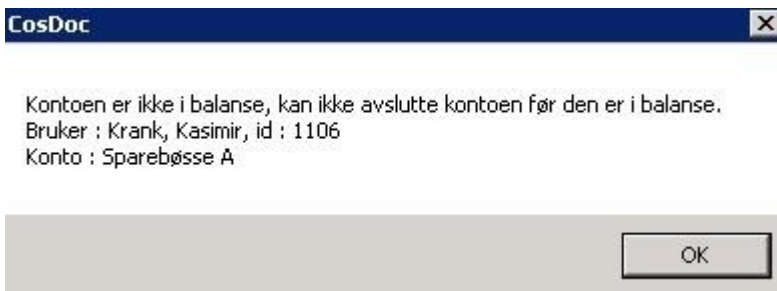 CosDoc
Kontoen er ikke i balanse, kan ikke avslutte kontoen før den er i balanse.
Bruker : Krank, Kasimir, id : 1106
Konto : Sparebøsse A
OK